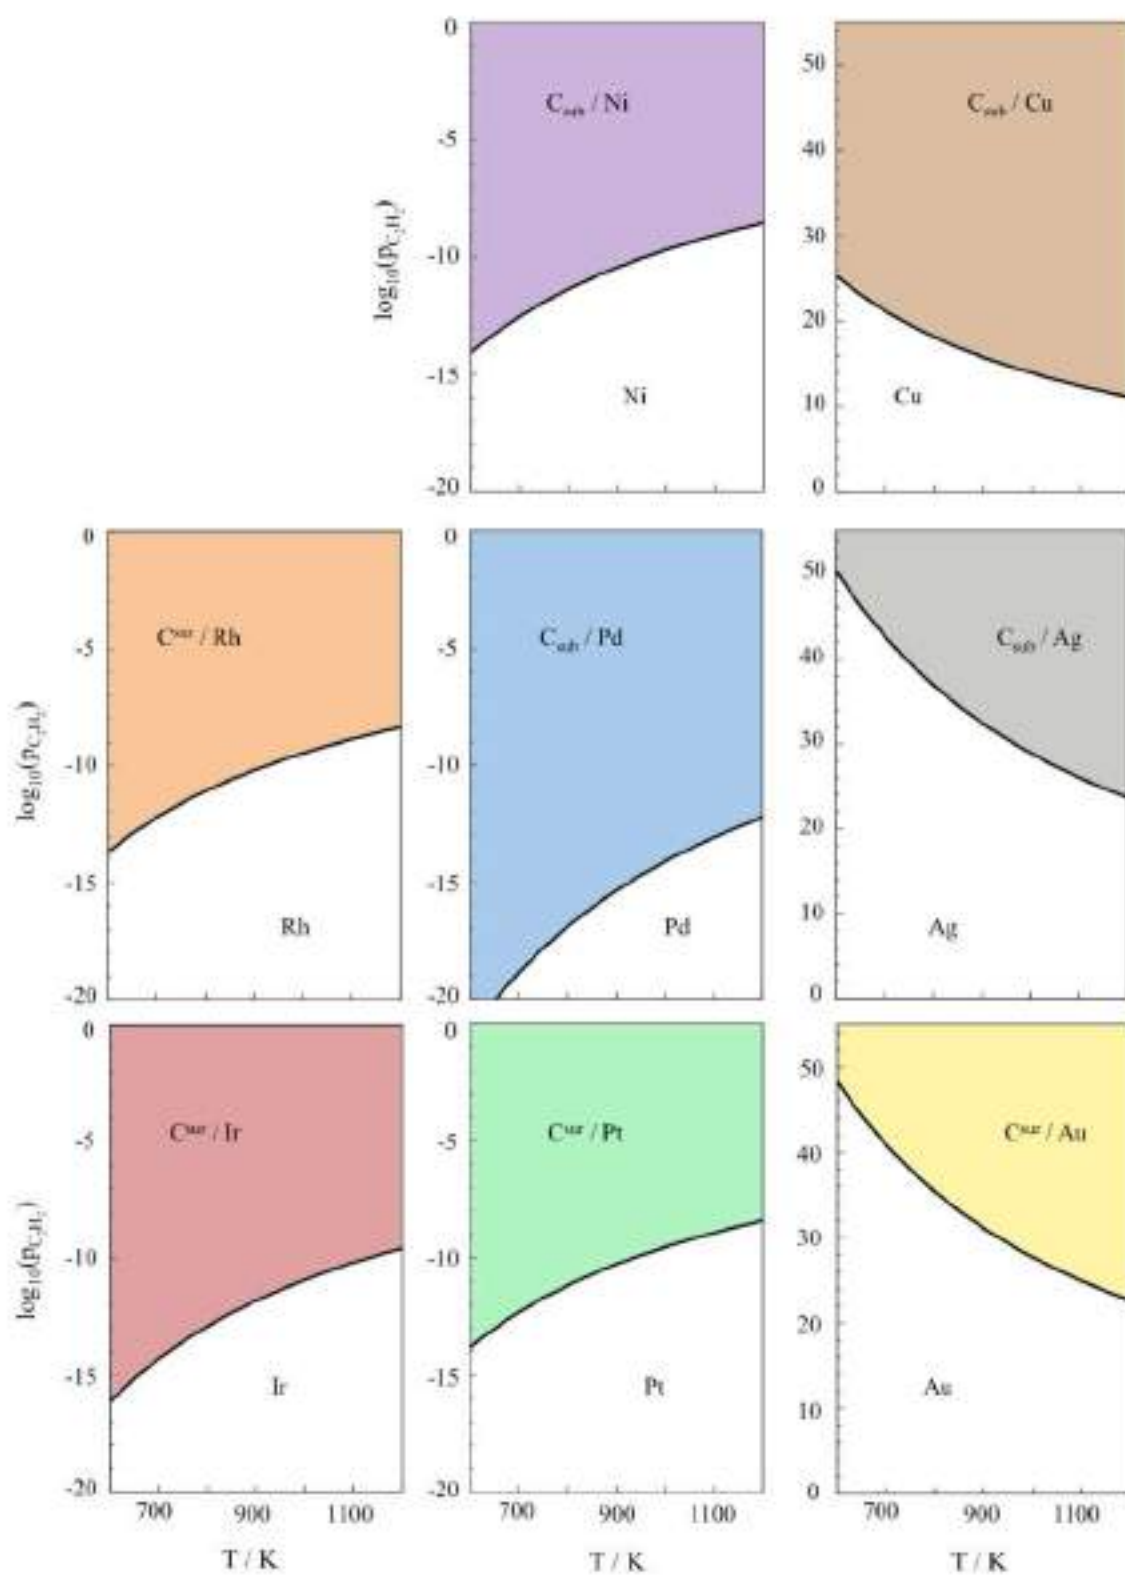 0
-5
-10
-15
-20
log₁₀(p_C₂H₂)
C_sub / Ni
Ni
50
40
30
20
10
0
C_sub / Cu
Cu
0
-5
-10
-15
-20
log₁₀(p_C₂H₂)
C^sur / Rh
Rh
0
-5
-10
-15
-20
C_sub / Pd
Pd
50
40
30
20
10
0
C_sub / Ag
Ag
0
-5
-10
-15
-20
log₁₀(p_C₂H₂)
C^sur / Ir
Ir
700 900 1100
T / K
0
-5
-10
-15
-20
C^sur / Pt
Pt
700 900 1100
T / K
50
40
30
20
10
0
C^sur / Au
Au
700 900 1100
T / K